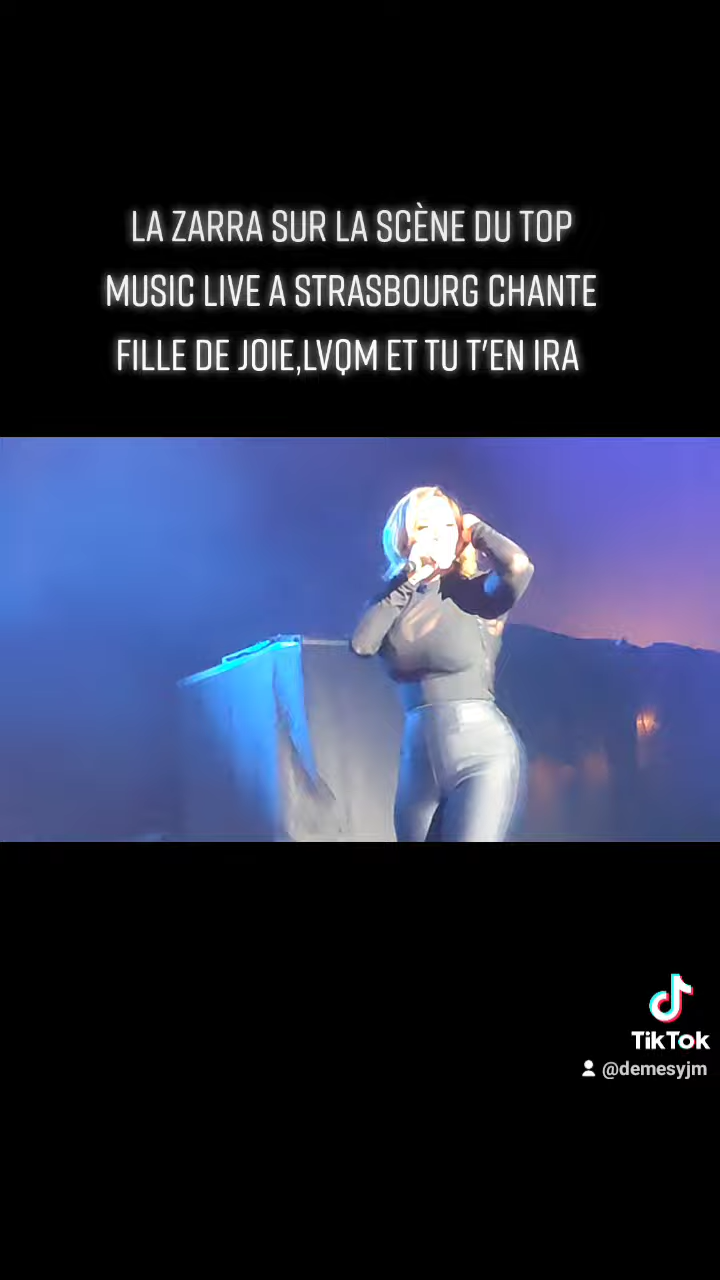 LA ZARRA SUR LA SCÈNE DU TOP
MUSIC LIVE A STRASBOURG CHANTE
FILLE DE JOIE,LVQM ET TU T'EN IRA
TikTok
@demesyjm